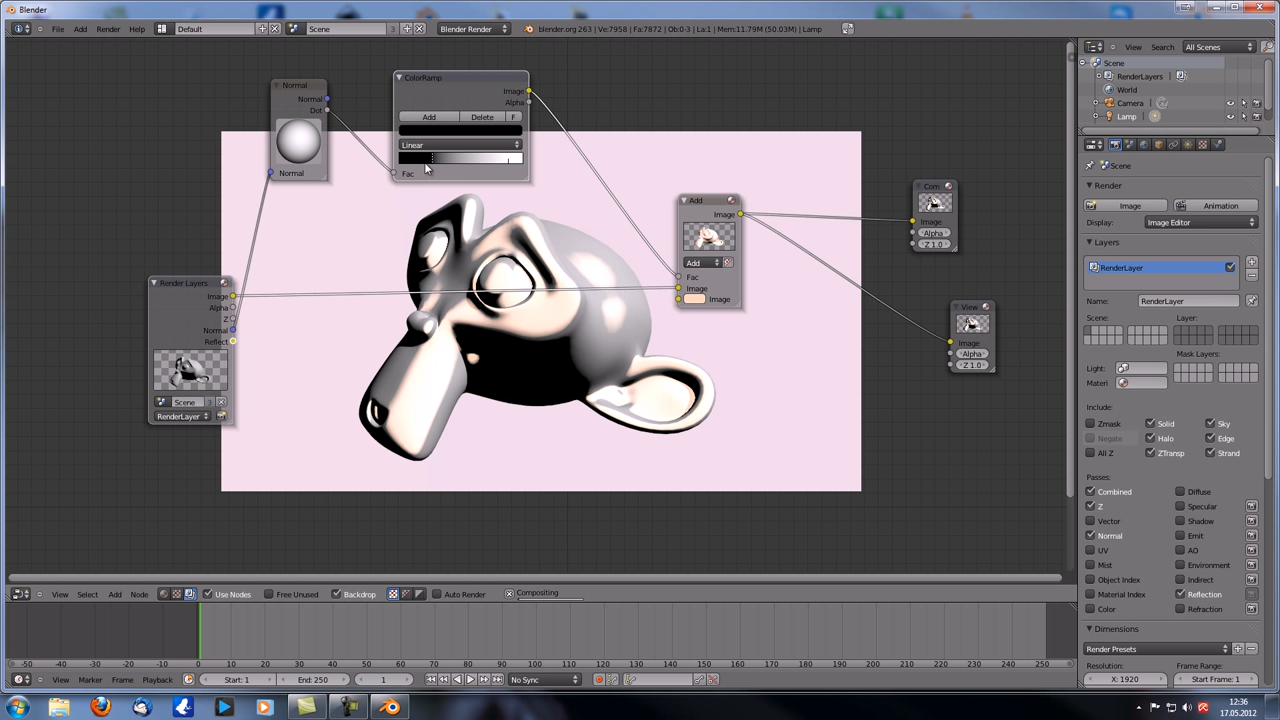 Blender
File Add Render Help Default Scene 3 Blender Render blender.org 263 | Ve:7958 | Fa:7872 | Ob:0-3 | La:1 | Mem:11.79M (50.03M) | Lamp
View Search All Scenes
Scene
RenderLayers
World
Camera
Lamp
Normal
Normal
Dot
Normal
ColorRamp
Image
Alpha
Add Delete F
Linear
Fac
Add
Image
Add
Fac
Image
Image
Com
Image
Alpha
Z 1.0
View
Image
Alpha
Z 1.0
Render Layers
Image
Alpha
Z
Normal
Reflect
Scene 3
RenderLayer
Scene
Render
Image Animation
Display: Image Editor
Layers
RenderLayer
Name: RenderLayer
Scene: Layer:
Mask Layers:
Light:
Materi
Include:
Zmask Solid Sky
Negate Halo Edge
All Z ZTransp Strand
Passes:
Combined Diffuse
Z Specular
Vector Shadow
Normal Emit
UV AO
Mist Environment
Object Index Indirect
Material Index Reflection
Color Refraction
Dimensions
Render Presets
Resolution: Frame Range:
X: 1920 Start Frame: 1
View Select Add Node Use Nodes Free Unused Backdrop Auto Render Compositing
-50 -40 -30 -20 -10 0 10 20 30 40 50 60 70 80 90 100 110 120 130 140 150 160 170 180 190 200 210 220 230 240 250
View Marker Frame Playback Start: 1 End: 250 1 No Sync
12:36
17.05.2012